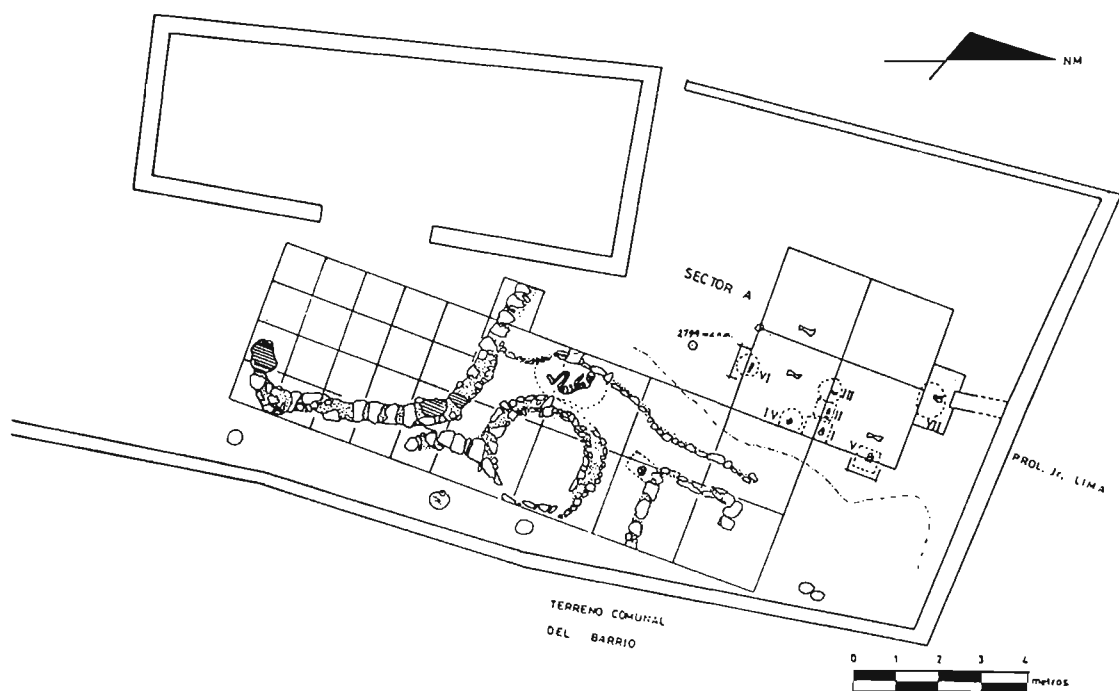 NM
SECTOR A
VI
III
IV
II
V
VII
PROL. Jr. LIMA
TERRENO COMUNAL
DEL BARRIO
0 1 2 3 4
metros